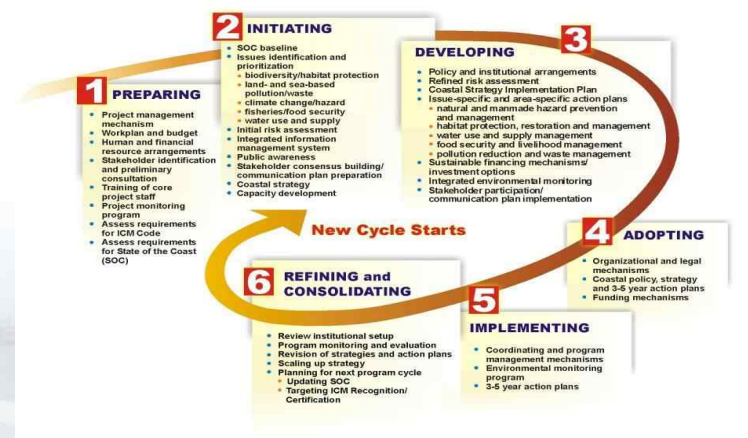 1
PREPARING
Project management
mechanism
Workplan and budget
Human and financial
resource arrangements
Stakeholder identification
and preliminary
consultation
Training of core
project staff
Project monitoring
program
Assess requirements
for ICM Code
Assess requirements
for State of the Coast
(SOC)
2
INITIATING
SOC baseline
Issues identification and
prioritization
biodiversity/habitat protection
land- and sea-based
pollution/waste
climate change/hazard
fisheries/food security
water use and supply
Initial risk assessment
Integrated information
management system
Public awareness
Stakeholder consensus building/
communication plan preparation
Coastal strategy
Capacity development
3
DEVELOPING
Policy and institutional arrangements
Refined risk assessment
Coastal Strategy Implementation Plan
Issue-specific and area-specific action plans
natural and manmade hazard prevention
and management
habitat protection, restoration and management
water use and supply management
food security and livelihood management
pollution reduction and waste management
Sustainable financing mechanisms/
investment options
Integrated environmental monitoring
Stakeholder participation/
communication plan implementation
4
ADOPTING
Organizational and legal
mechanisms
Coastal policy, strategy
and 3-5 year action plans
Funding mechanisms
5
IMPLEMENTING
Coordinating and program
management mechanisms
Environmental monitoring
program
3-5 year action plans
6
REFINING and
CONSOLIDATING
Review institutional setup
Program monitoring and evaluation
Revision of strategies and action plans
Scaling up strategy
Planning for next program cycle
Updating SOC
Targeting ICM Recognition/
Certification
New Cycle Starts